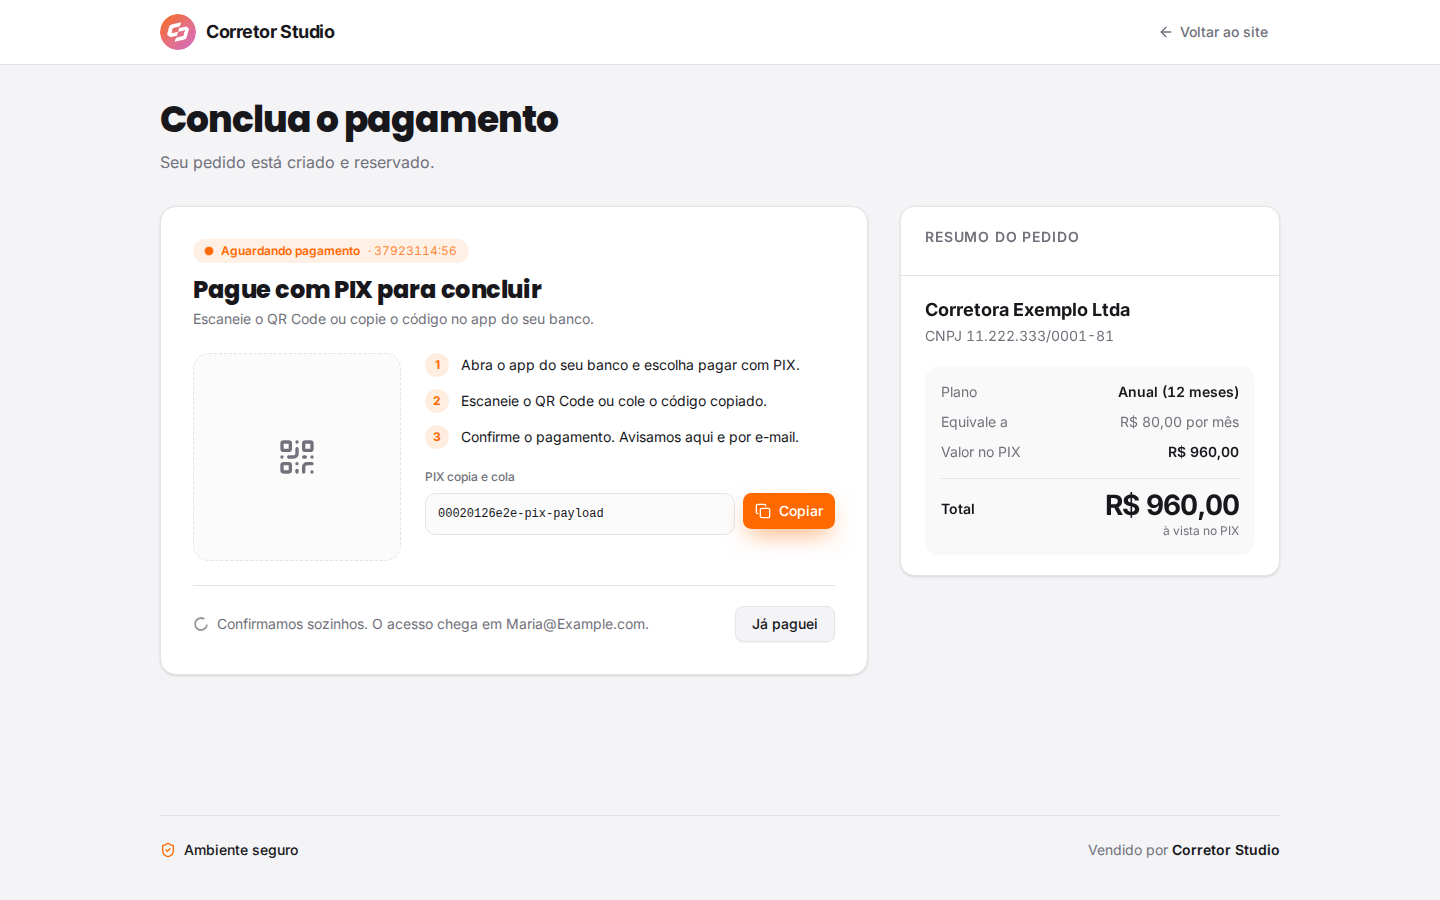 Corretor Studio
Voltar ao site
Conclua o pagamento
Seu pedido está criado e reservado.
Aguardando pagamento · 37923114:56
Pague com PIX para concluir
Escaneie o QR Code ou copie o código no app do seu banco.
1 Abra o app do seu banco e escolha pagar com PIX.
2 Escaneie o QR Code ou cole o código copiado.
3 Confirme o pagamento. Avisamos aqui e por e-mail.
PIX copia e cola
00020126e2e-pix-payload
Copiar
Confirmamos sozinhos. O acesso chega em Maria@Example.com.
Já paguei
RESUMO DO PEDIDO
Corretora Exemplo Ltda
CNPJ 11.222.333/0001-81
Plano Anual (12 meses)
Equivale a R$ 80,00 por mês
Valor no PIX R$ 960,00
Total R$ 960,00
à vista no PIX
Ambiente seguro
Vendido por Corretor Studio